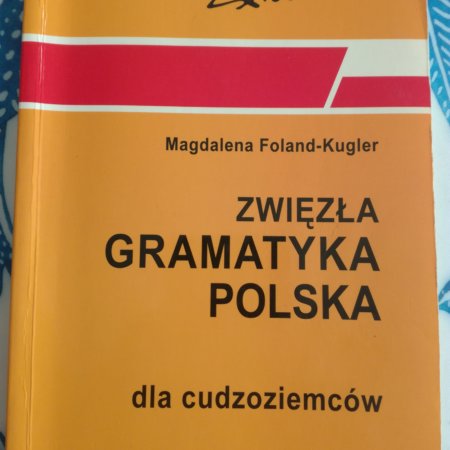 Magdalena Foland-Kugler
ZWIĘZŁA
GRAMATYKA
POLSKA
dla cudzoziemców